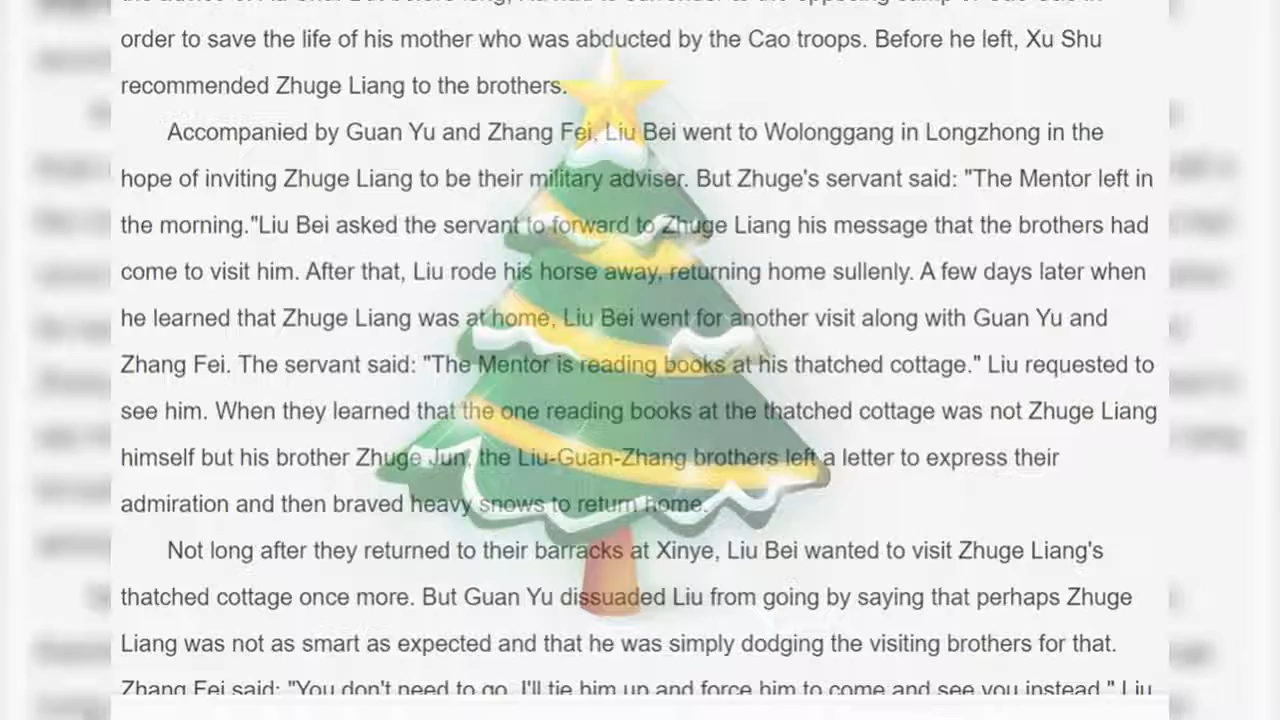 order to save the life of his mother who was abducted by the Cao troops. Before he left, Xu Shu
recommended Zhuge Liang to the brothers.
Accompanied by Guan Yu and Zhang Fei, Liu Bei went to Wolonggang in Longzhong in the
hope of inviting Zhuge Liang to be their military adviser. But Zhuge's servant said: "The Mentor left in
the morning."Liu Bei asked the servant to forward to Zhuge Liang his message that the brothers had
come to visit him. After that, Liu rode his horse away, returning home sullenly. A few days later when
he learned that Zhuge Liang was at home, Liu Bei went for another visit along with Guan Yu and
Zhang Fei. The servant said: "The Mentor is reading books at his thatched cottage." Liu requested to
see him. When they learned that the one reading books at the thatched cottage was not Zhuge Liang
himself but his brother Zhuge Jun, the Liu-Guan-Zhang brothers left a letter to express their
admiration and then braved heavy snows to return home.
Not long after they returned to their barracks at Xinye, Liu Bei wanted to visit Zhuge Liang's
thatched cottage once more. But Guan Yu dissuaded Liu from going by saying that perhaps Zhuge
Liang was not as smart as expected and that he was simply dodging the visiting brothers for that.
Zhang Fei said: "You don't need to go. I'll tie him up and force him to come and see you instead." Liu